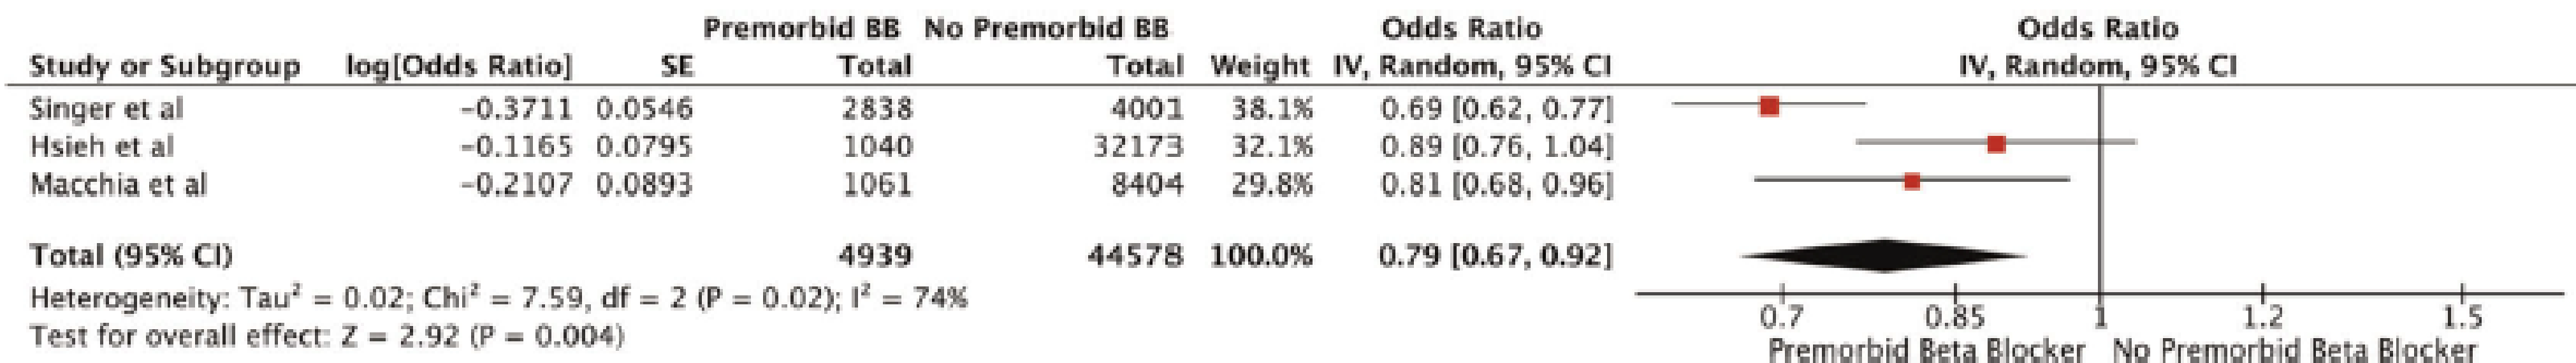 Premorbid BB No Premorbid BB Odds Ratio Odds Ratio
Study or Subgroup log[Odds Ratio] SE Total Total Weight IV, Random, 95% CI IV, Random, 95% CI
Singer et al -0.3711 0.0546 2838 4001 38.1% 0.69 [0.62, 0.77]
Hsieh et al -0.1165 0.0795 1040 32173 32.1% 0.89 [0.76, 1.04]
Macchia et al -0.2107 0.0893 1061 8404 29.8% 0.81 [0.68, 0.96]
Total (95% CI) 4939 44578 100.0% 0.79 [0.67, 0.92]
Heterogeneity: Tau² = 0.02; Chi² = 7.59, df = 2 (P = 0.02); I² = 74%
Test for overall effect: Z = 2.92 (P = 0.004)
0.7 0.85 1 1.2 1.5
Premorbid Beta Blocker No Premorbid Beta Blocker